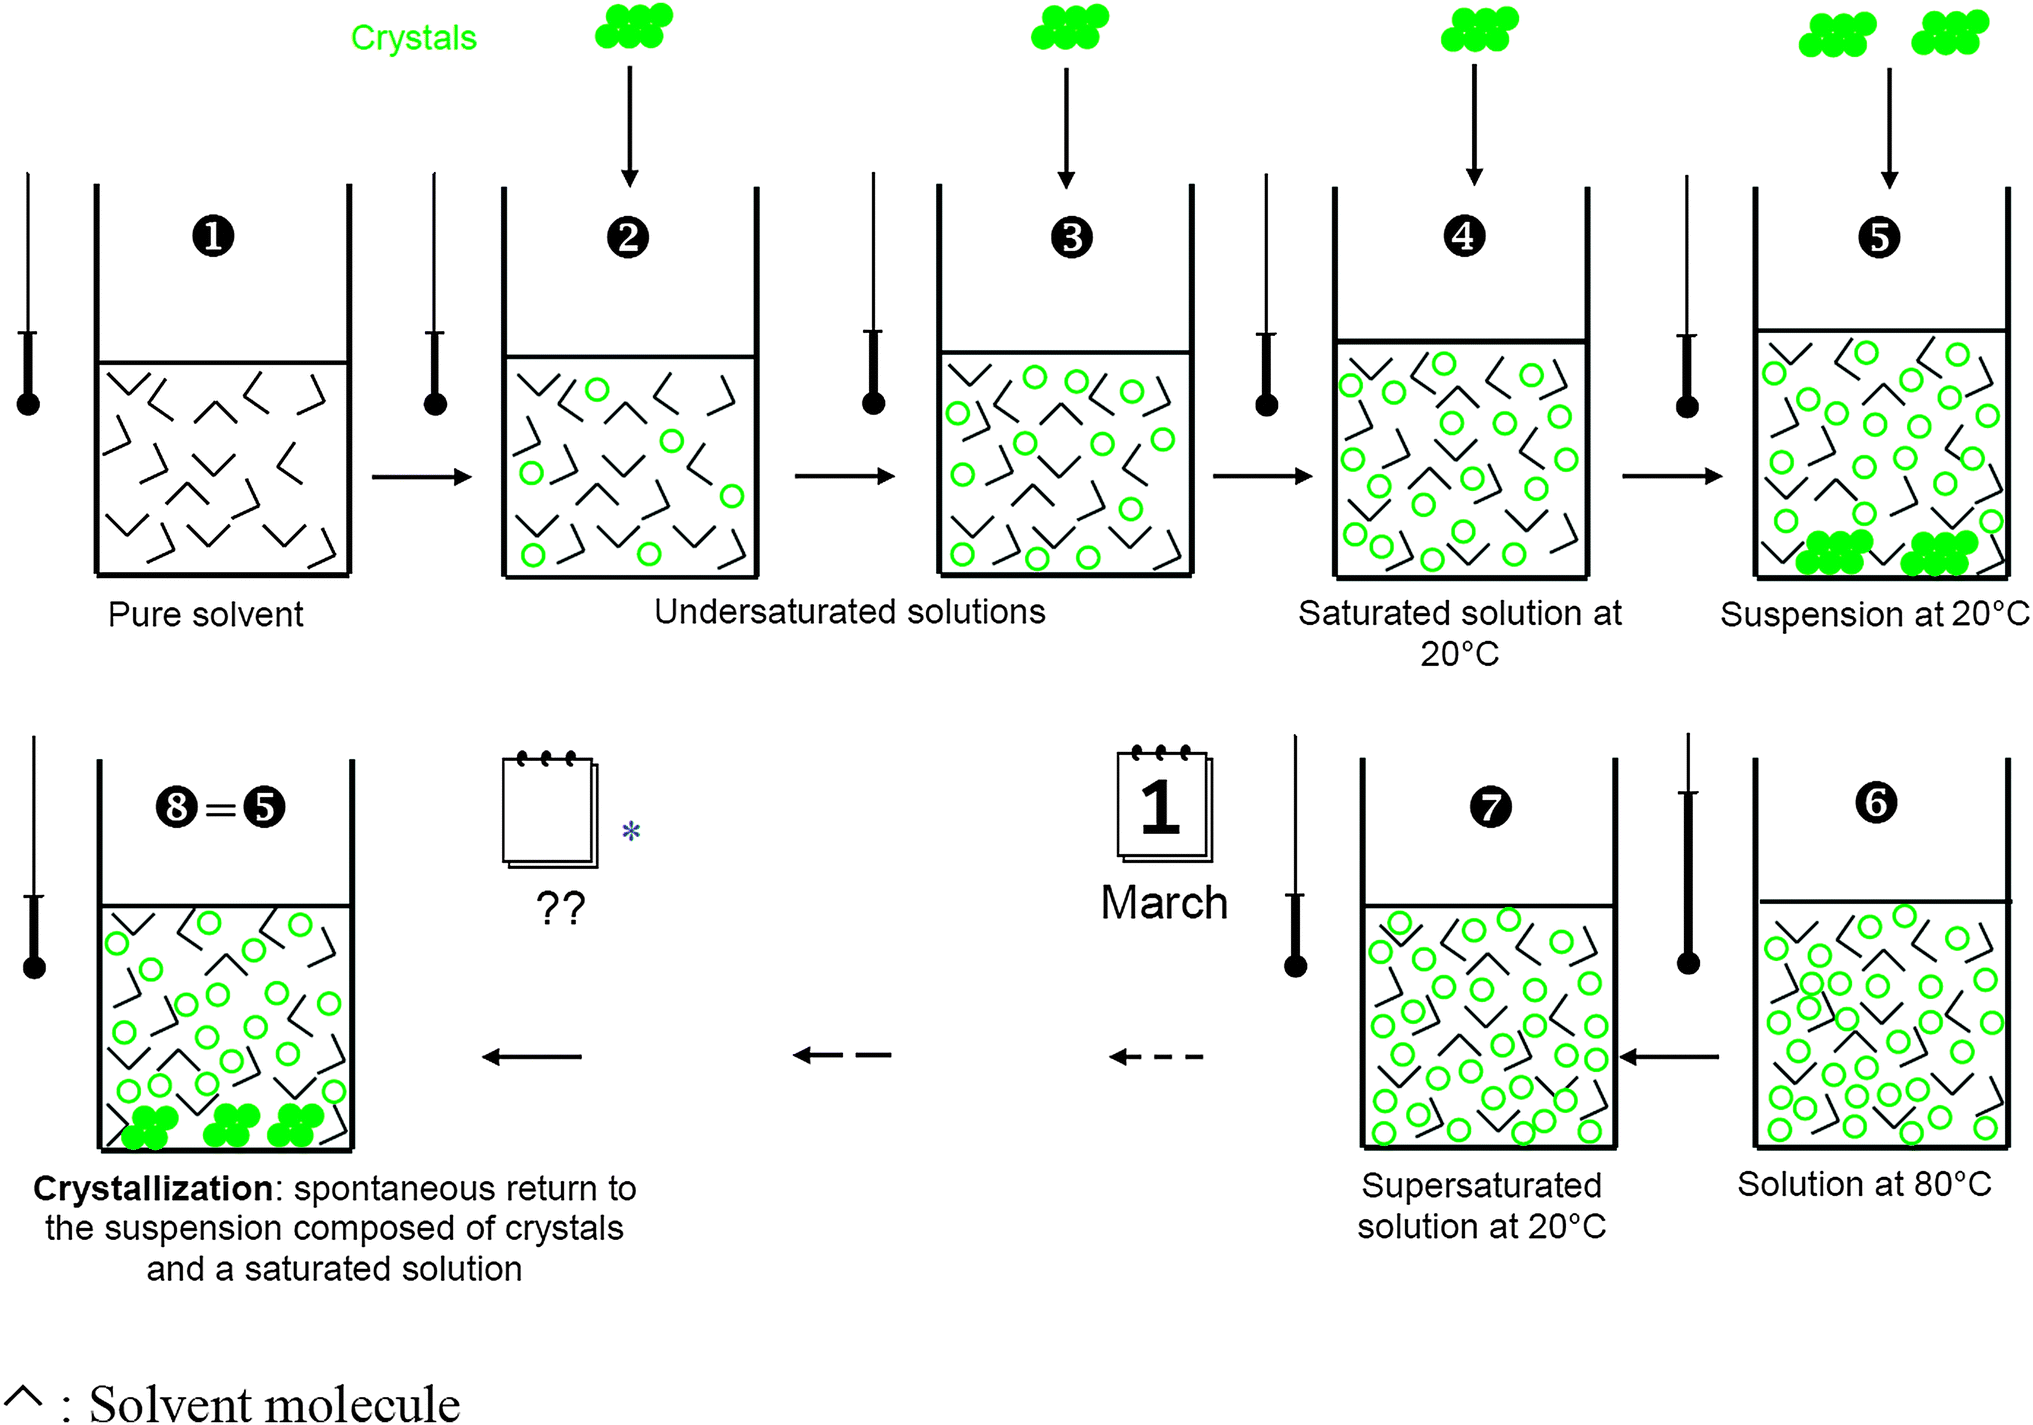 Crystals
❶
❷
❸
❹
❺
Pure solvent
Undersaturated solutions
Saturated solution at
20°C
Suspension at 20°C
❽=❺
*
??
1
March
❼
❻
Crystallization: spontaneous return to
the suspension composed of crystals
and a saturated solution
Supersaturated
solution at 20°C
Solution at 80°C
: Solvent molecule